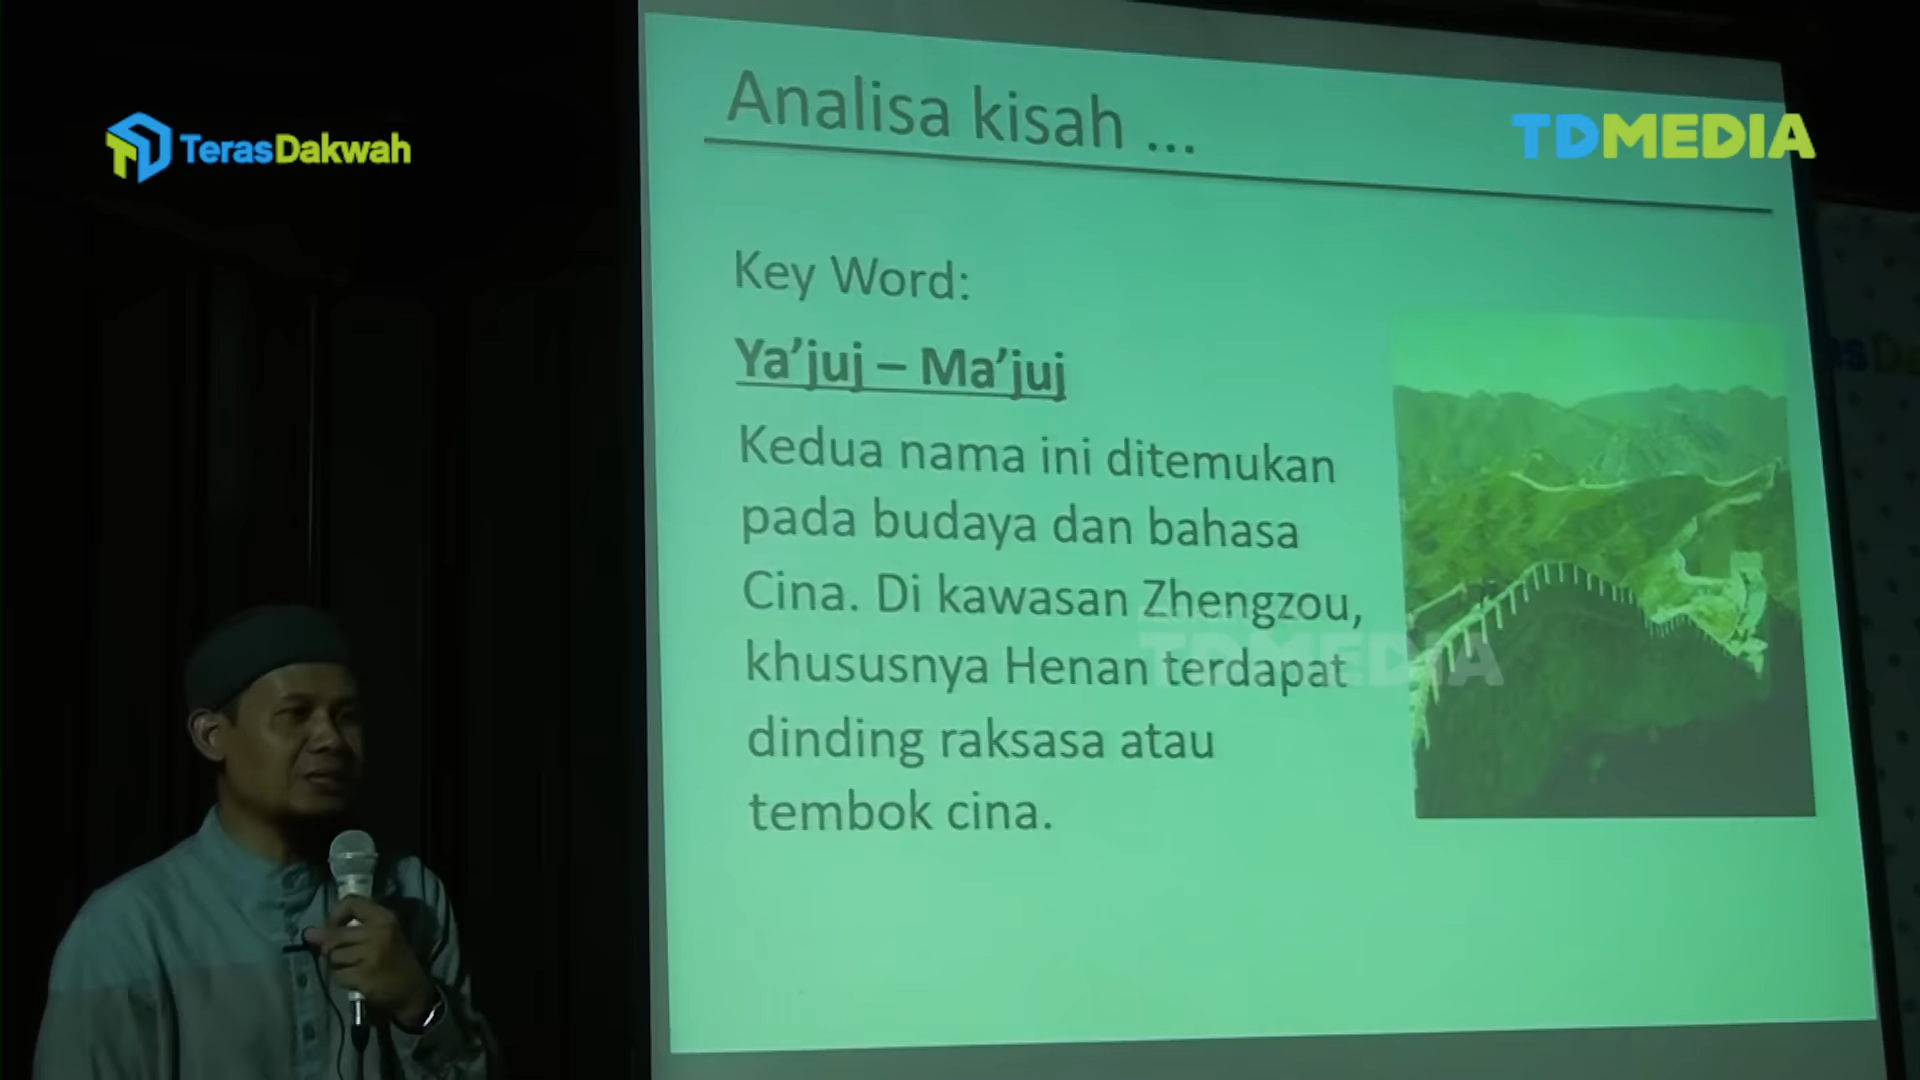 TerasDakwah
TDMEDIA
Analisa kisah ...
Key Word:
Ya’juj – Ma’juj
Kedua nama ini ditemukan
pada budaya dan bahasa
Cina. Di kawasan Zhengzou,
khususnya Henan terdapat
dinding raksasa atau
tembok cina.
TDMEDIA